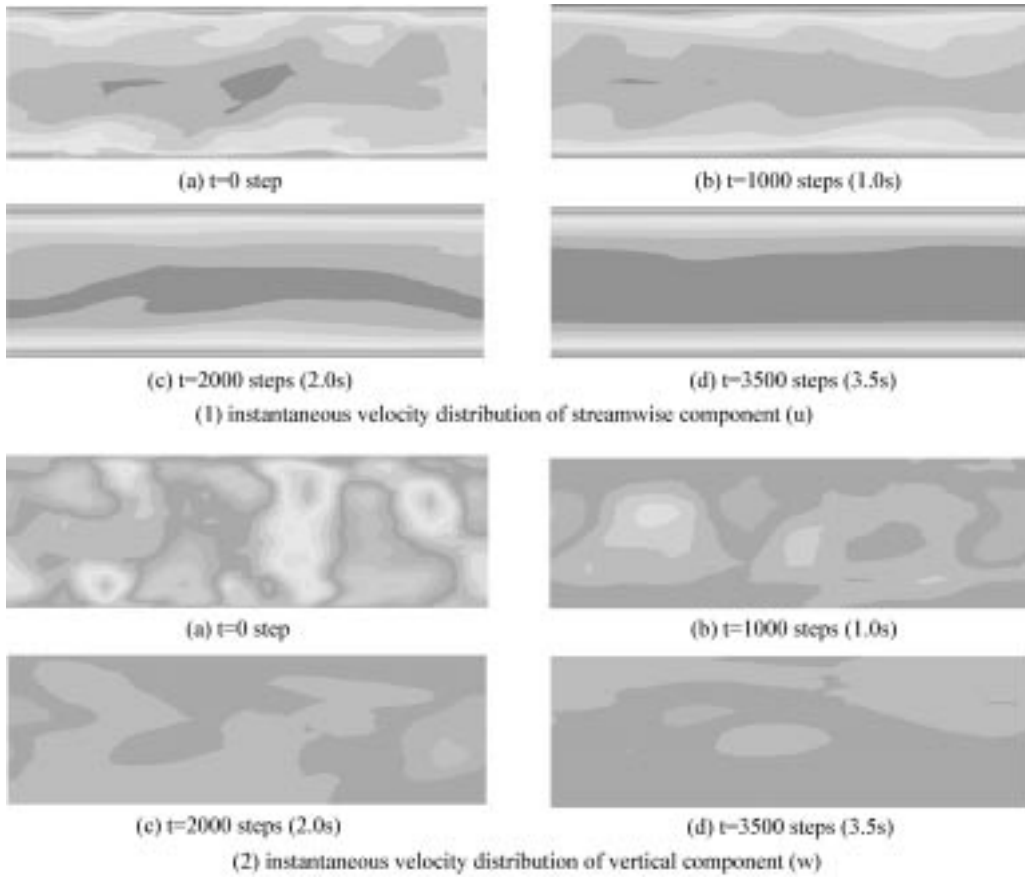 (a) t=0 step
(b) t=1000 steps (1.0s)
(c) t=2000 steps (2.0s)
(d) t=3500 steps (3.5s)
(1) instantaneous velocity distribution of streamwise component (u)
(a) t=0 step
(b) t=1000 steps (1.0s)
(c) t=2000 steps (2.0s)
(d) t=3500 steps (3.5s)
(2) instantaneous velocity distribution of vertical component (w)